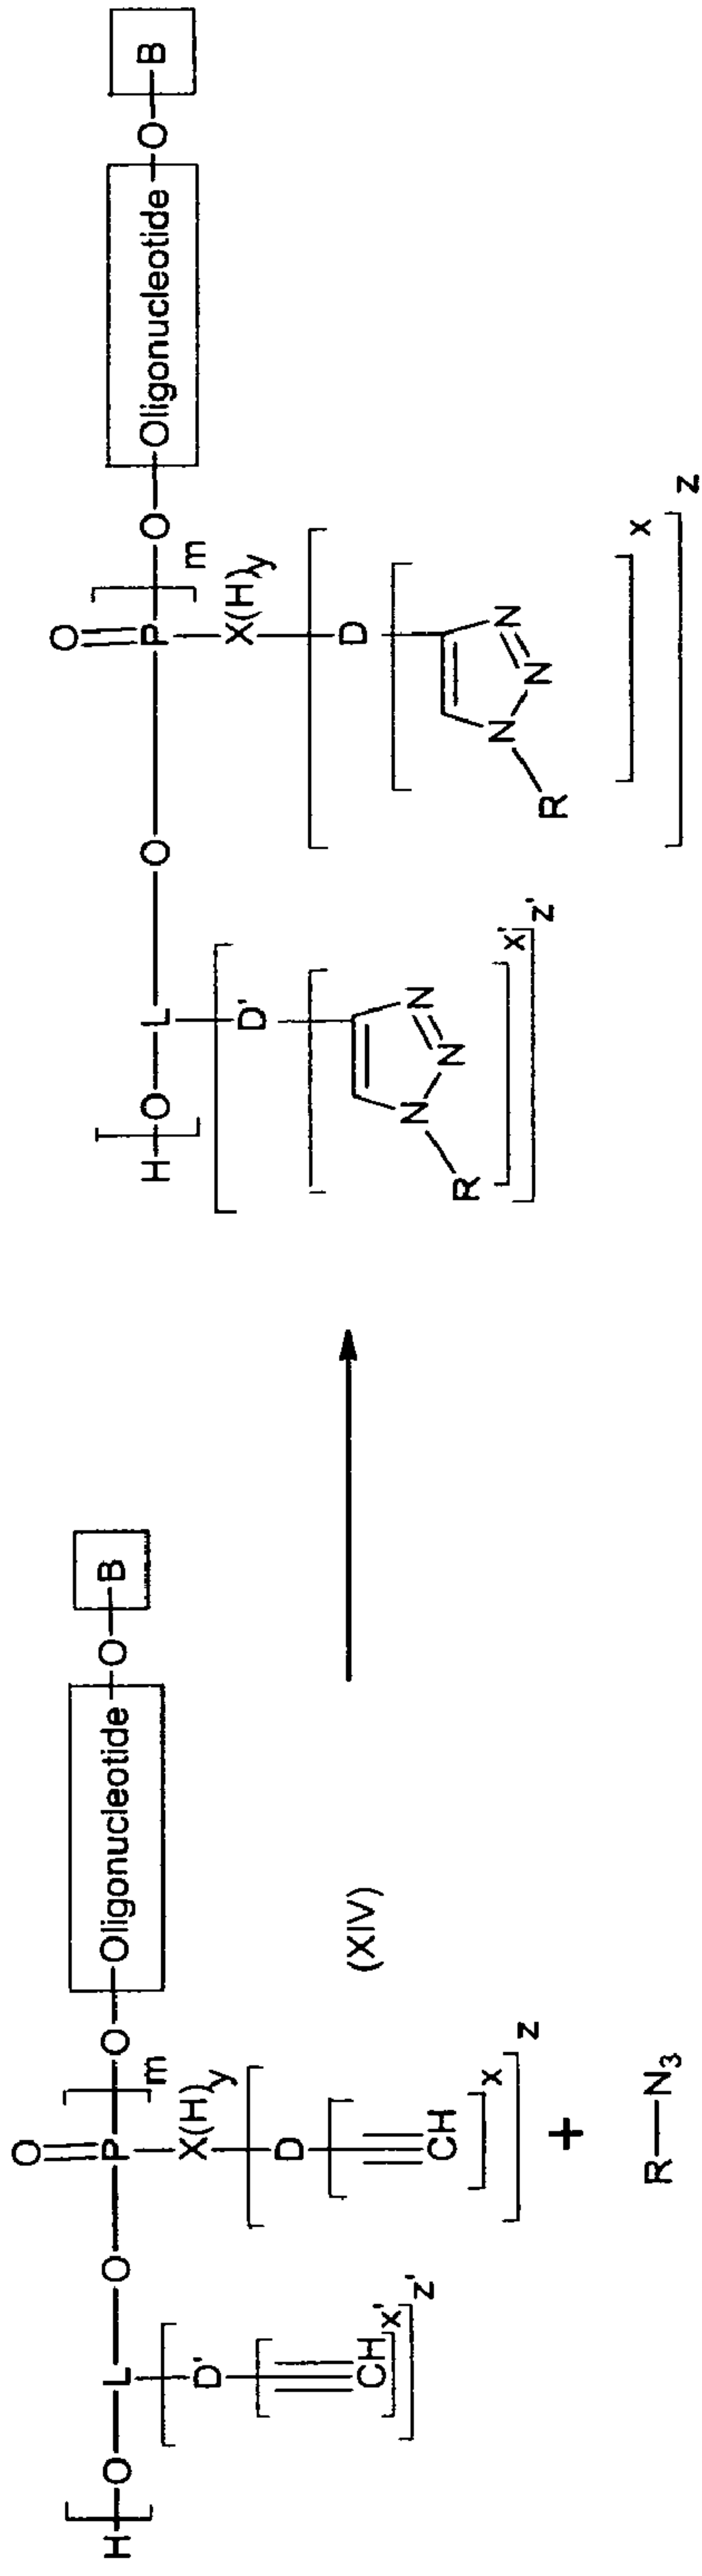 O
H O L O P O Oligonucleotide O B
m
X(H)y
D' D
CH x' z'
CH x z
+
R—N3
(XIV)
O
H O L O P O Oligonucleotide O B
m
X(H)y
D' D
N N N R x' z'
N N N R x z